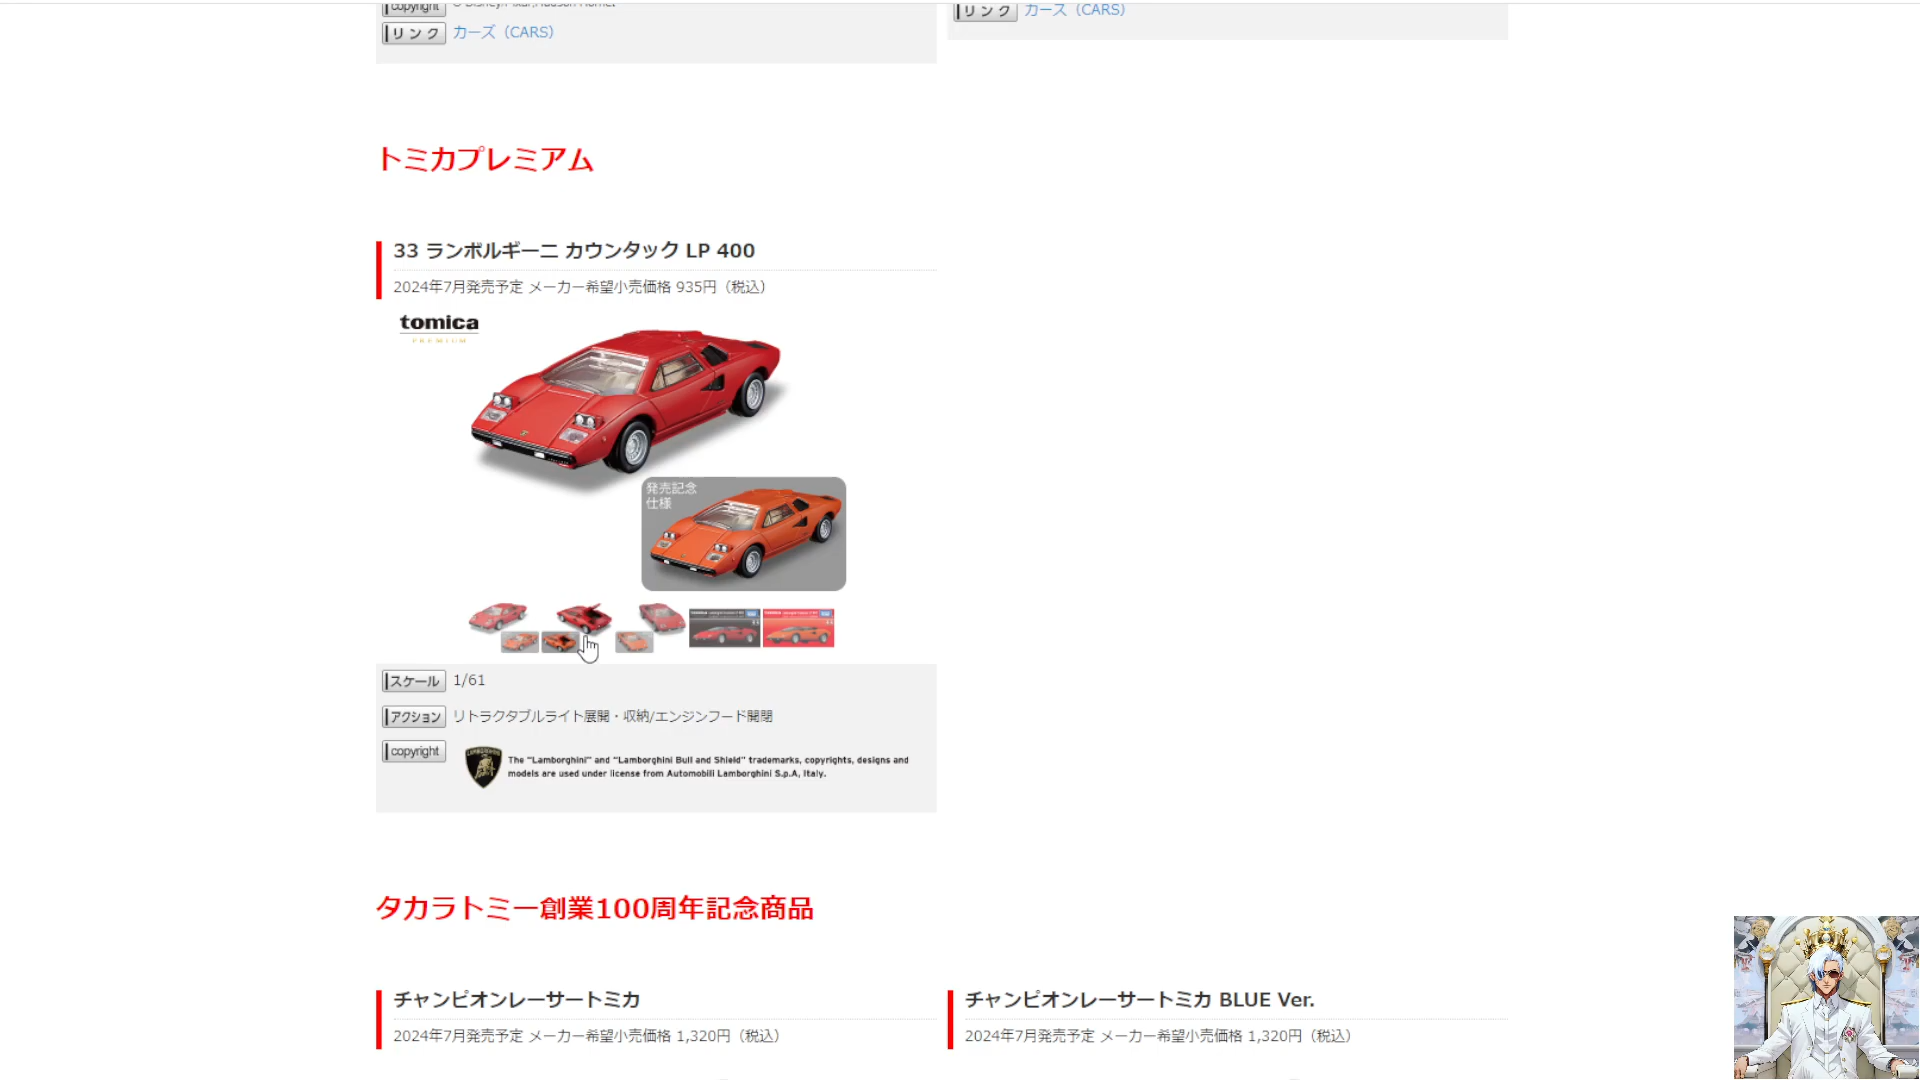 copyright © Disney/Pixar,Hudson Hornet
リンク カーズ（CARS）
リンク カーズ（CARS）
トミカプレミアム
33 ランボルギーニ カウンタック LP 400
2024年7月発売予定 メーカー希望小売価格 935円（税込）
tomica
PREMIUM
発売記念
仕様
スケール 1/61
アクション リトラクタブルライト展開・収納/エンジンフード開閉
copyright
LAMBORGHINI
The "Lamborghini" and "Lamborghini Bull and Shield" trademarks, copyrights, designs and
models are used under license from Automobili Lamborghini S.p.A, Italy.
タカラトミー創業100周年記念商品
チャンピオンレーサートミカ
2024年7月発売予定 メーカー希望小売価格 1,320円（税込）
チャンピオンレーサートミカ BLUE Ver.
2024年7月発売予定 メーカー希望小売価格 1,320円（税込）